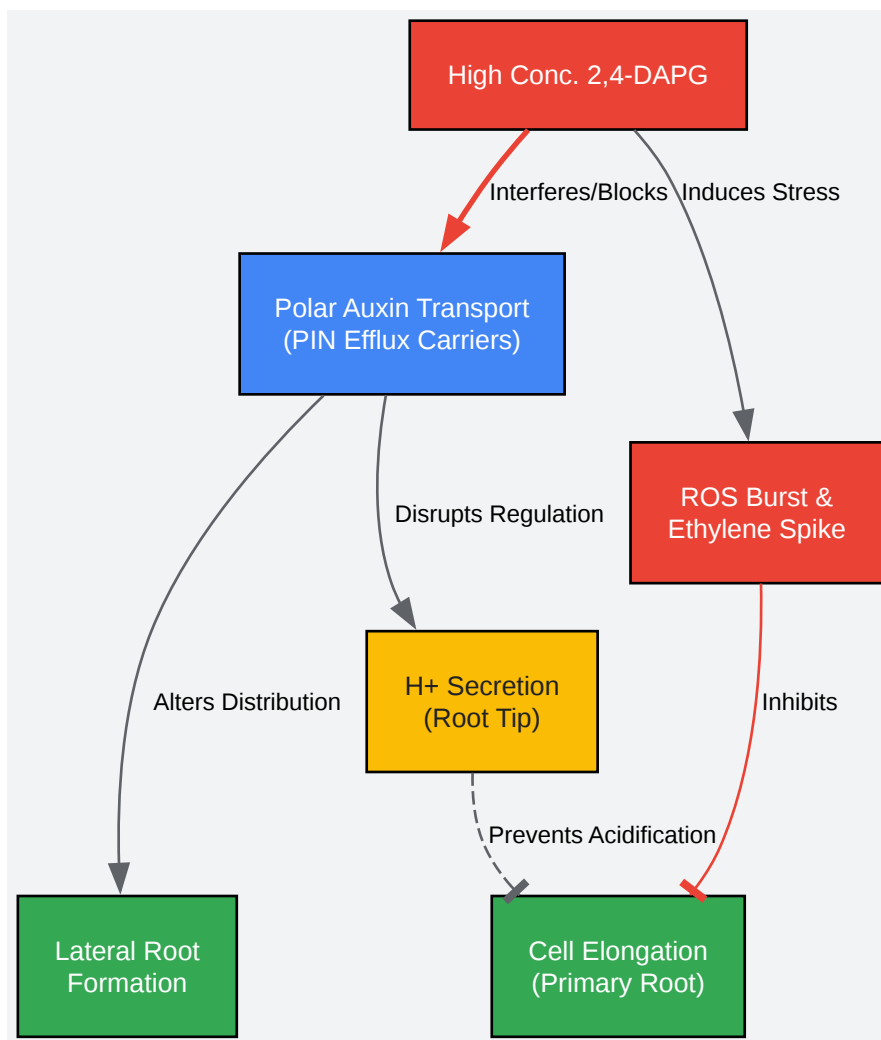 High Conc. 2,4-DAPG
Interferes/Blocks
Induces Stress
Polar Auxin Transport
(PIN Efflux Carriers)
ROS Burst &
Ethylene Spike
Disrupts Regulation
H+ Secretion
(Root Tip)
Alters Distribution
Inhibits
Prevents Acidification
Lateral Root
Formation
Cell Elongation
(Primary Root)